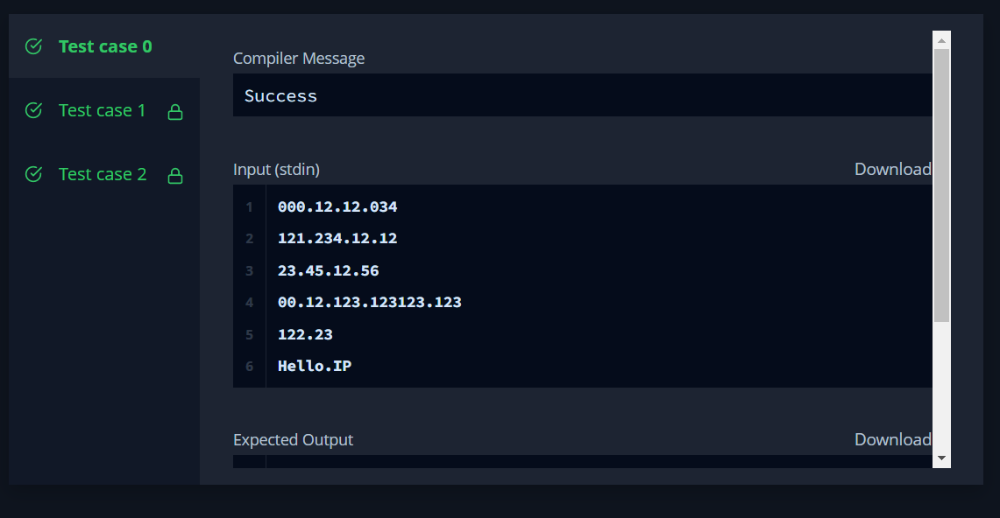 Test case 0
Test case 1
Test case 2
Compiler Message
Success
Input (stdin)
Download
1 000.12.12.034
2 121.234.12.12
3 23.45.12.56
4 00.12.123.123123.123
5 122.23
6 Hello.IP
Expected Output
Download